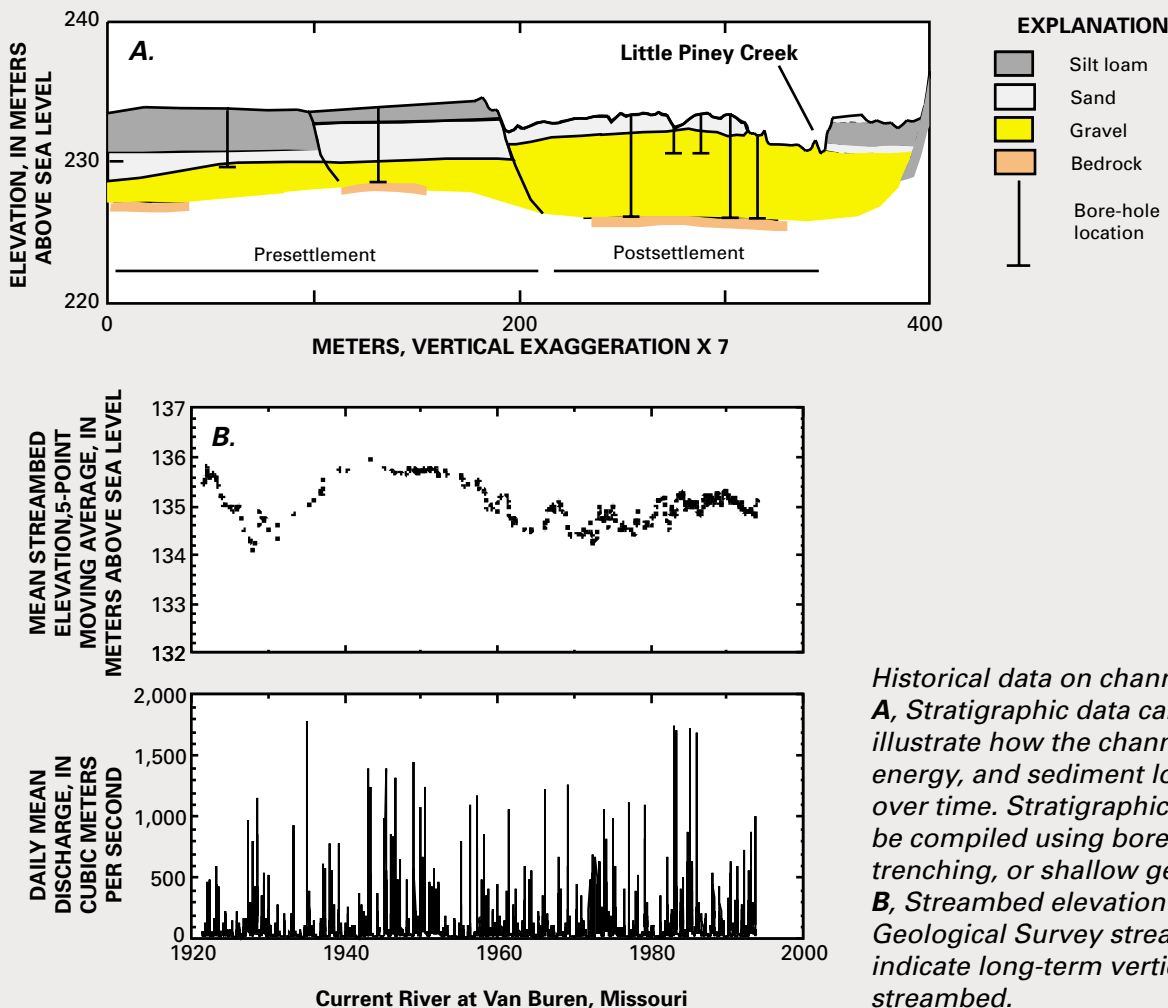 240
230
220
ELEVATION, IN METERS
ABOVE SEA LEVEL
A.
Little Piney Creek
Presettlement
Postsettlement
0
200
400
METERS, VERTICAL EXAGGERATION X 7
EXPLANATION
Silt loam
Sand
Gravel
Bedrock
Bore-hole
location
137
136
135
134
133
132
MEAN STREAMBED
ELEVATION,5-POINT
MOVING AVERAGE, IN
METERS ABOVE SEA LEVEL
B.
1920
1940
1960
1980
2000
2,000
1,500
1,000
500
0
DAILY MEAN
DISCHARGE, IN
CUBIC METERS
PER SECOND
1920
1940
1960
1980
2000
Current River at Van Buren, Missouri
Historical data on chann
A, Stratigraphic data ca
illustrate how the chann
energy, and sediment lo
over time. Stratigraphic
be compiled using bore
trenching, or shallow ge
B, Streambed elevation
Geological Survey strea
indicate long-term verti
streambed.